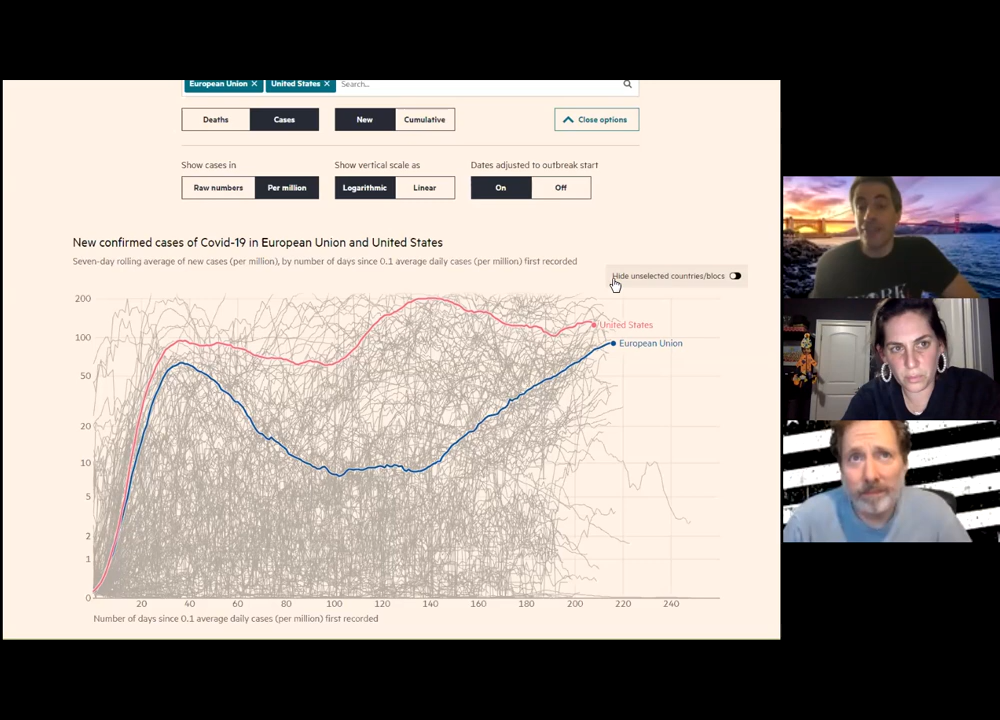 European Union ✕ United States ✕ Search...
Deaths Cases New Cumulative Close options
Show cases in Show vertical scale as Dates adjusted to outbreak start
Raw numbers Per million Logarithmic Linear On Off
New confirmed cases of Covid-19 in European Union and United States
Seven-day rolling average of new cases (per million), by number of days since 0.1 average daily cases (per million) first recorded
Hide unselected countries/blocs
200
United States
100
European Union
50
20
10
5
2
1
0
20 40 60 80 100 120 140 160 180 200 220 240
Number of days since 0.1 average daily cases (per million) first recorded